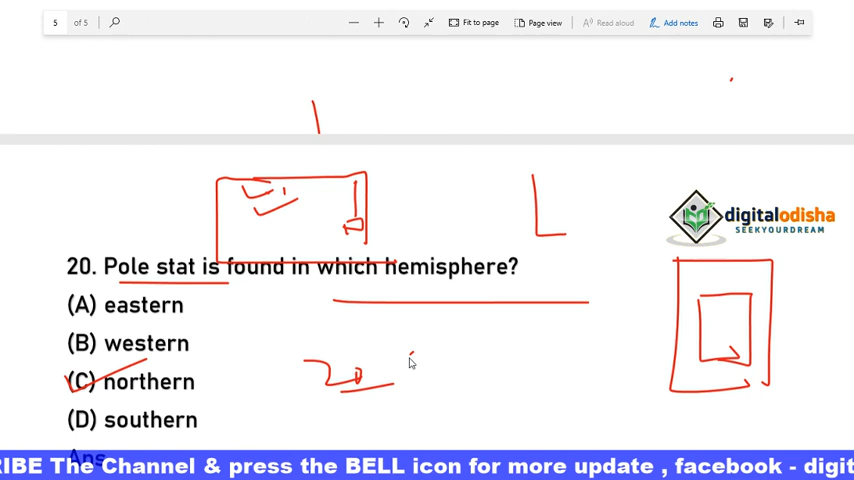 5 of 5 Fit to page Page view Read aloud Add notes
digitalodisha
SEEKYOURDREAM
20. Pole stat is found in which hemisphere?
(A) eastern
(B) western
(C) northern
20
(D) southern
Ans
RIBE The Channel & press the BELL icon for more update , facebook - digit